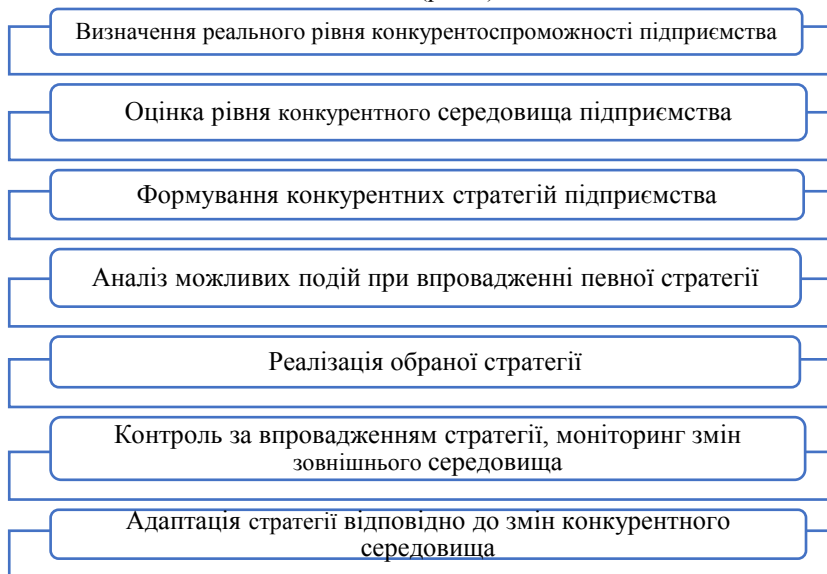 Визначення реального рівня конкурентоспроможності підприємства
Оцінка рівня конкурентного середовища підприємства
Формування конкурентних стратегій підприємства
Аналіз можливих подій при впровадженні певної стратегії
Реалізація обраної стратегії
Контроль за впровадженням стратегії, моніторинг змін
зовнішнього середовища
Адаптація стратегії відповідно до змін конкурентного
середовища